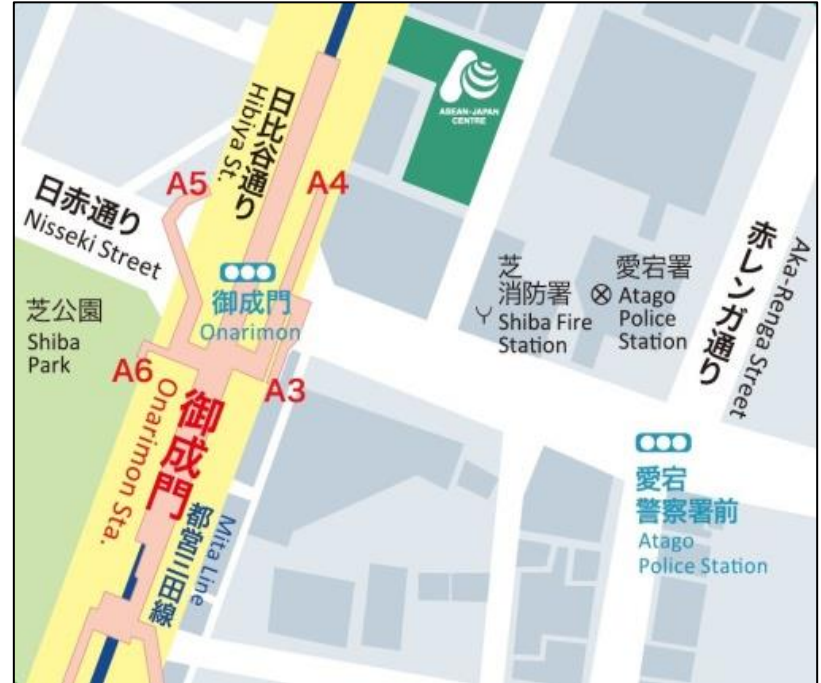 ASEAN-JAPAN
CENTRE
日比谷通り
Hibiya St.
A5
A4
日赤通り
Nisseki Street
御成門
Onarimon
芝公園
Shiba
Park
A6
A3
御成門
Onarimon Sta.
都営三田線
Mita Line
芝
消防署
Shiba Fire
Station
愛宕署
Atago
Police
Station
赤レンガ通り
Aka-Renga Street
愛宕
警察署前
Atago
Police Station